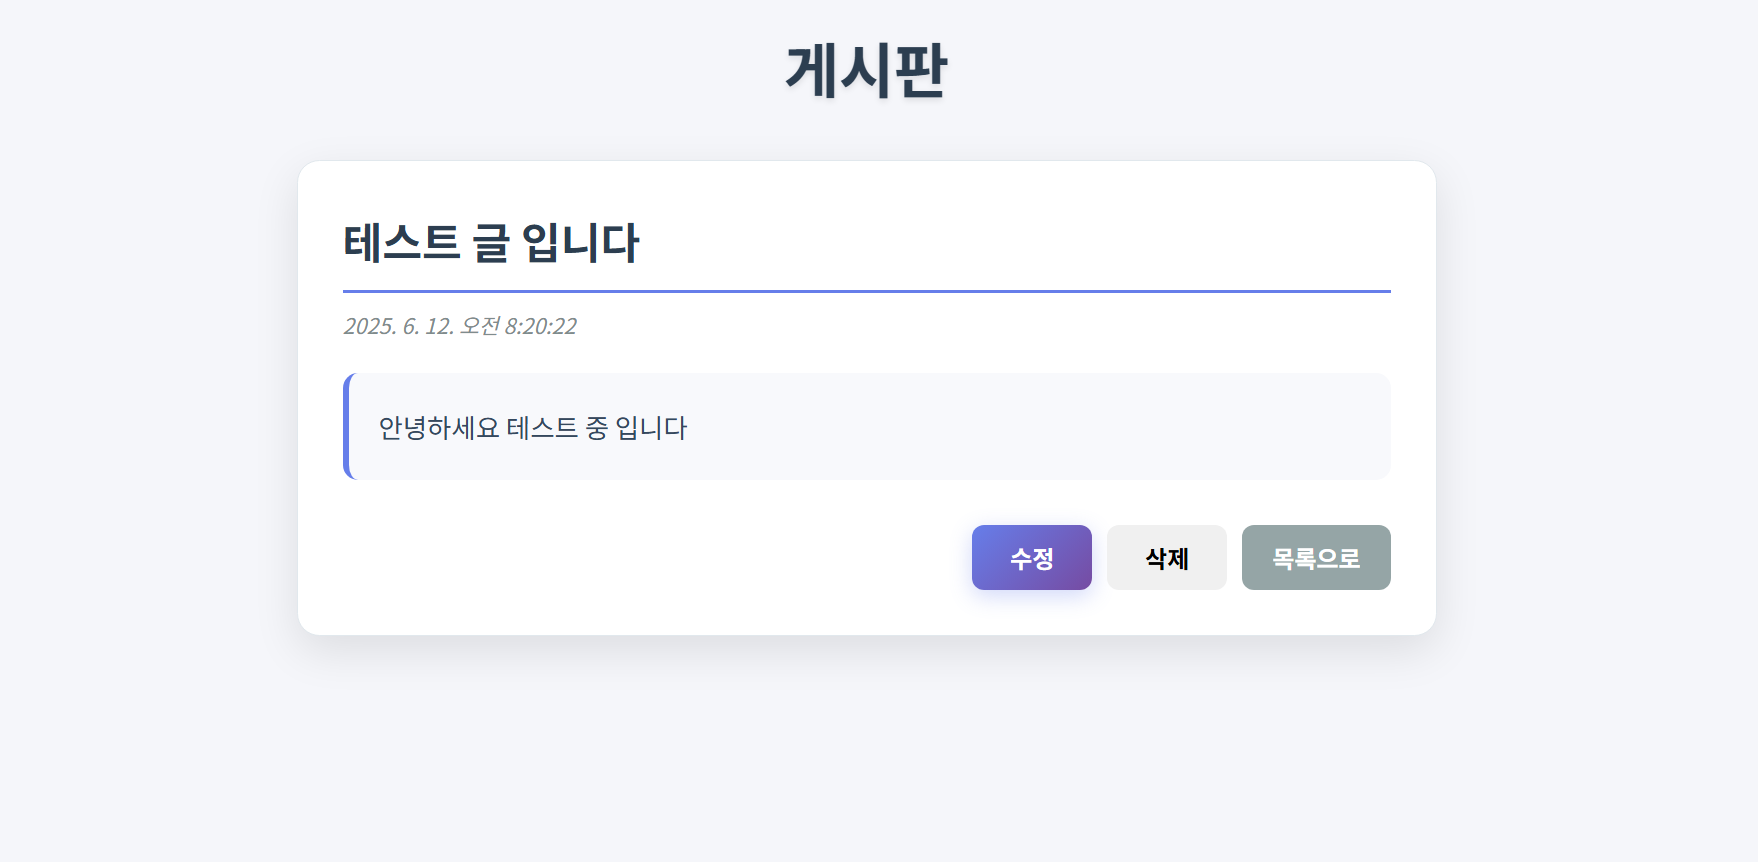 게시판
테스트 글 입니다
2025. 6. 12. 오전 8:20:22
안녕하세요 테스트 중 입니다
수정 삭제 목록으로